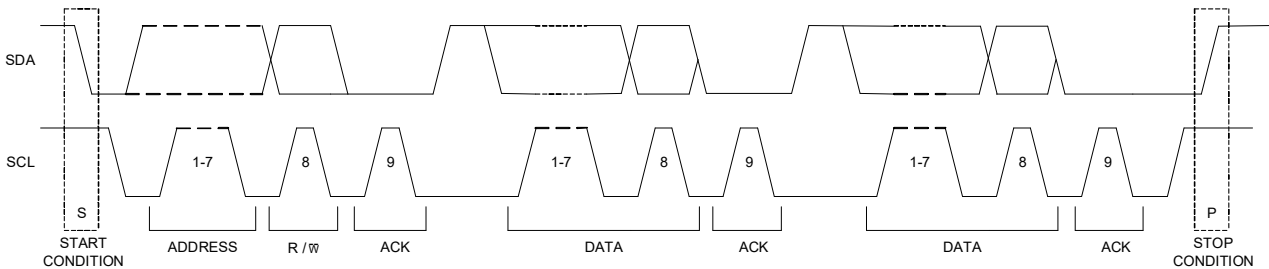 SDA
SCL
1-7
8
9
1-7
8
9
1-7
8
9
S
P
START CONDITION
ADDRESS
R / W̅
ACK
DATA
ACK
DATA
ACK
STOP CONDITION